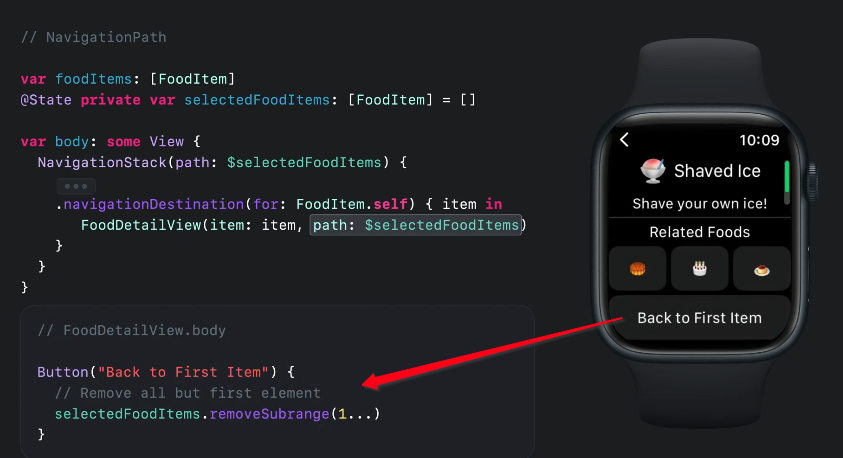 // NavigationPath
var foodItems: [FoodItem]
@State private var selectedFoodItems: [FoodItem] = []
var body: some View {
NavigationStack(path: $selectedFoodItems) {
•••
.navigationDestination(for: FoodItem.self) { item in
FoodDetailView(item: item, path: $selectedFoodItems)
}
}
}
// FoodDetailView.body
Button("Back to First Item") {
// Remove all but first element
selectedFoodItems.removeSubrange(1...)
}
10:09
Shaved Ice
Shave your own ice!
Related Foods
Back to First Item